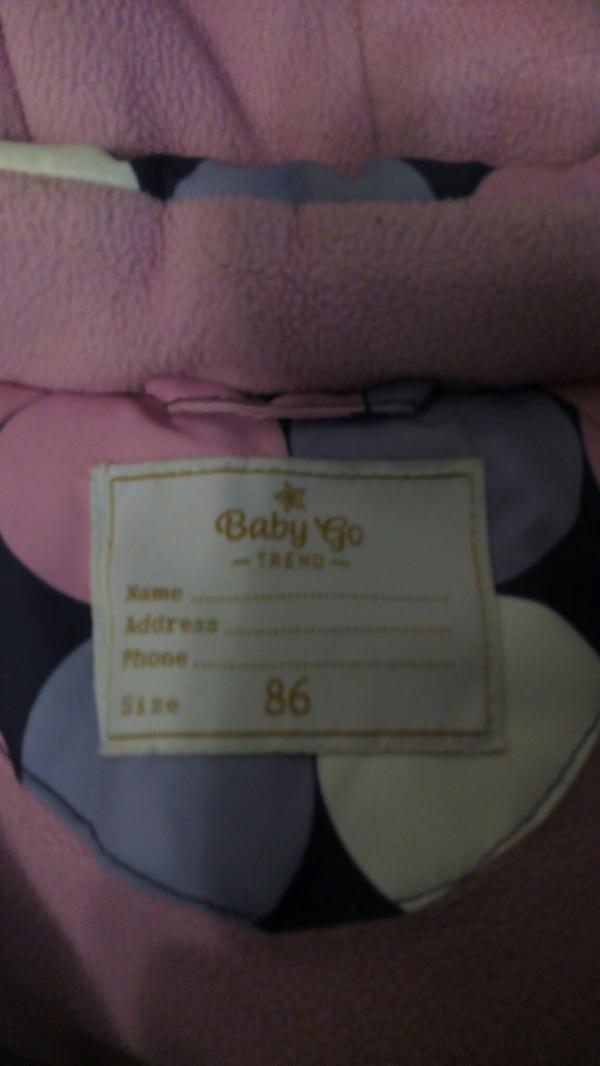 Baby Go
– TREND –
Name ........................................
Address ........................................
Phone ........................................
Size 86